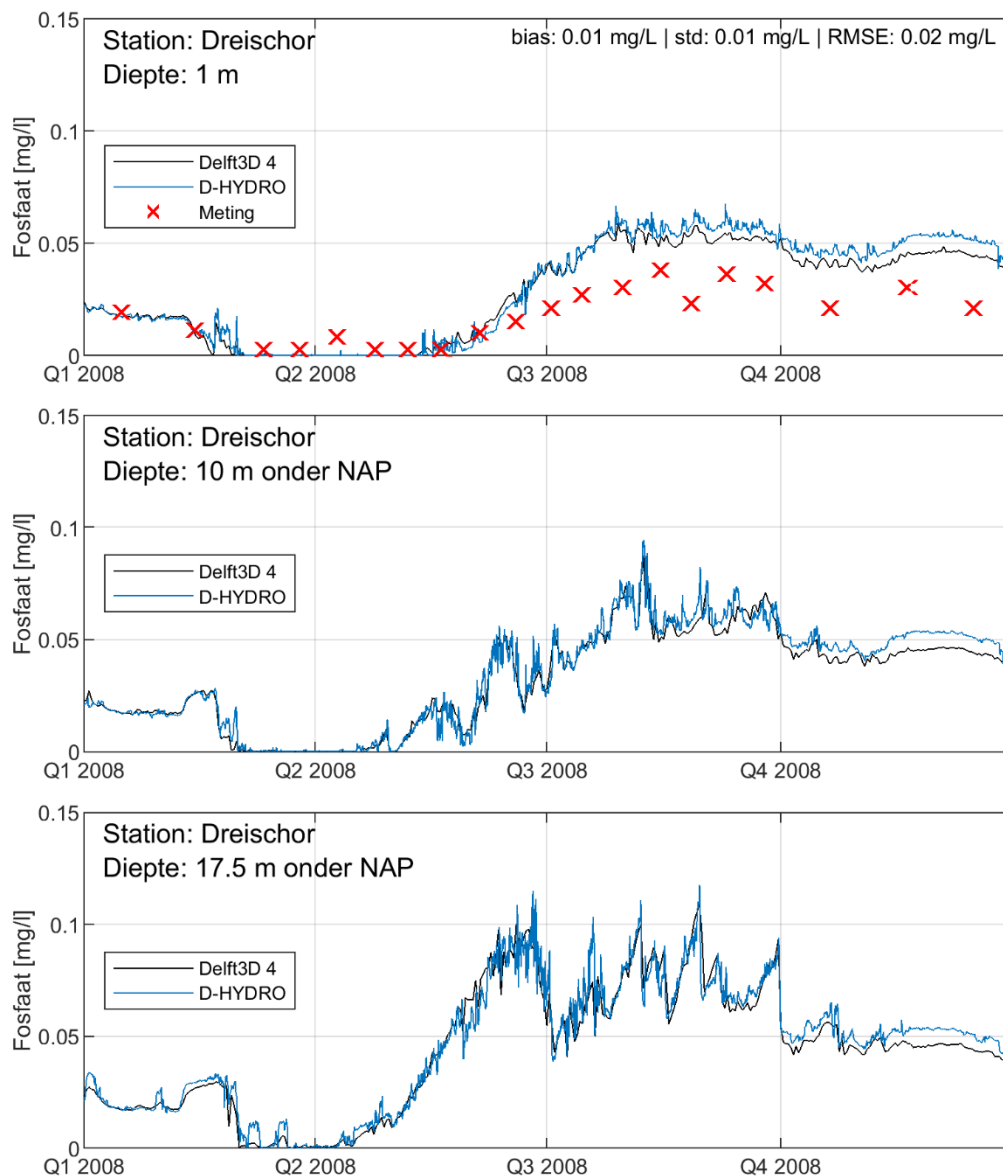 0.15
Station: Dreischor
bias: 0.01 mg/L | std: 0.01 mg/L | RMSE: 0.02 mg/L
Diepte: 1 m
Fosfaat [mg/l]
0.1
Delft3D 4
D-HYDRO
Meting
0.05
0
Q1 2008 Q2 2008 Q3 2008 Q4 2008
0.15
Station: Dreischor
Diepte: 10 m onder NAP
Fosfaat [mg/l]
0.1
Delft3D 4
D-HYDRO
0.05
0
Q1 2008 Q2 2008 Q3 2008 Q4 2008
0.15
Station: Dreischor
Diepte: 17.5 m onder NAP
Fosfaat [mg/l]
0.1
Delft3D 4
D-HYDRO
0.05
0
Q1 2008 Q2 2008 Q3 2008 Q4 2008